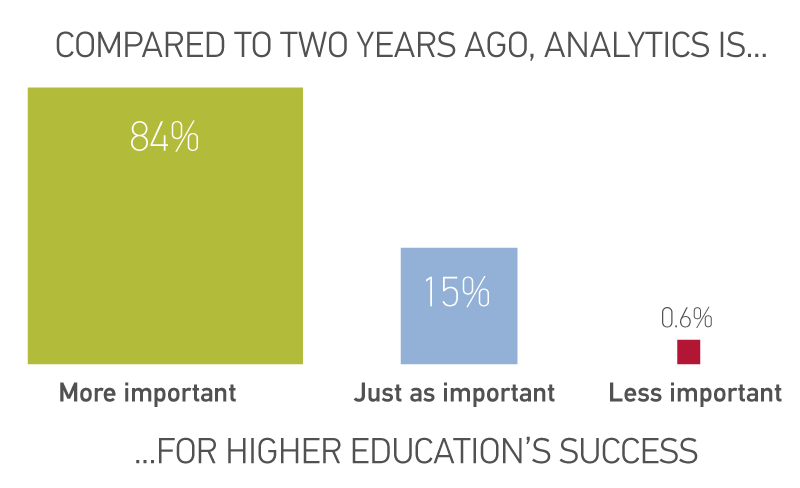 COMPARED TO TWO YEARS AGO, ANALYTICS IS...
84%
15%
0.6%
More important
Just as important
Less important
...FOR HIGHER EDUCATION’S SUCCESS